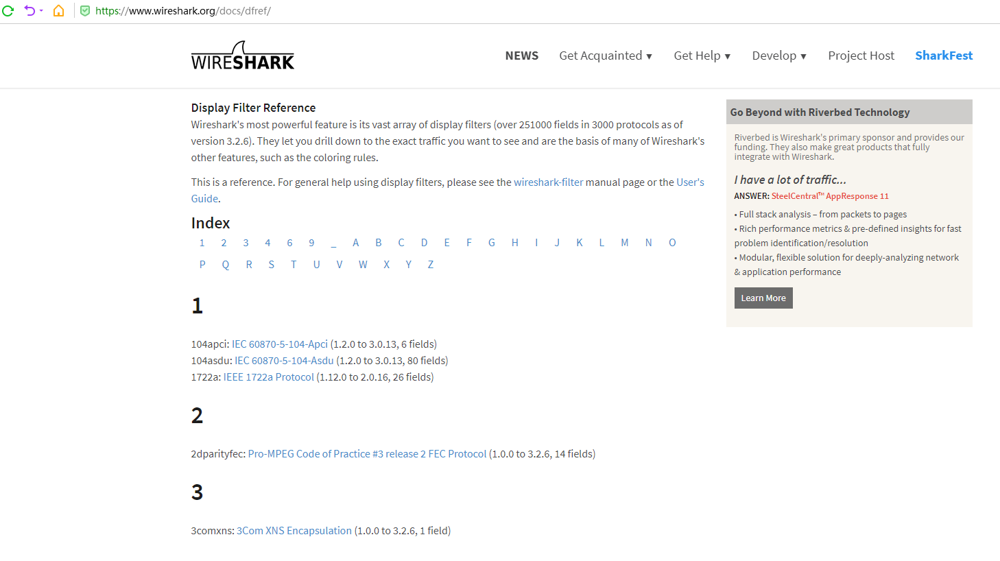 https://www.wireshark.org/docs/dfref/
WIRESHARK
NEWS Get Acquainted ▼ Get Help ▼ Develop ▼ Project Host SharkFest
Display Filter Reference
Wireshark's most powerful feature is its vast array of display filters (over 251000 fields in 3000 protocols as of
version 3.2.6). They let you drill down to the exact traffic you want to see and are the basis of many of Wireshark's
other features, such as the coloring rules.
This is a reference. For general help using display filters, please see the wireshark-filter manual page or the User's
Guide.
Index
1 2 3 4 6 9 _ A B C D E F G H I J K L M N O
P Q R S T U V W X Y Z
1
104apci: IEC 60870-5-104-Apci (1.2.0 to 3.0.13, 6 fields)
104asdu: IEC 60870-5-104-Asdu (1.2.0 to 3.0.13, 80 fields)
1722a: IEEE 1722a Protocol (1.12.0 to 2.0.16, 26 fields)
2
2dparityfec: Pro-MPEG Code of Practice #3 release 2 FEC Protocol (1.0.0 to 3.2.6, 14 fields)
3
3comxns: 3Com XNS Encapsulation (1.0.0 to 3.2.6, 1 field)
Go Beyond with Riverbed Technology
Riverbed is Wireshark's primary sponsor and provides our
funding. They also make great products that fully
integrate with Wireshark.
I have a lot of traffic...
ANSWER: SteelCentral™ AppResponse 11
• Full stack analysis – from packets to pages
• Rich performance metrics & pre-defined insights for fast
problem identification/resolution
• Modular, flexible solution for deeply-analyzing network
& application performance
Learn More